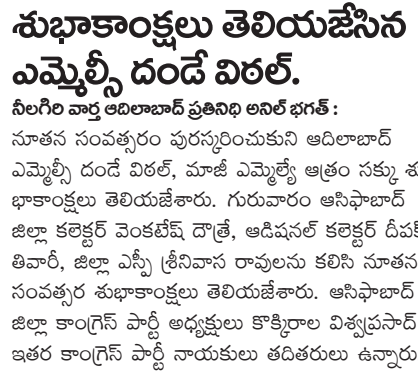 శుభాకాంక్షలు తెలియజేసిన
ఎమ్మెల్సీ దండే విఠల్.
నీలగిరి వార్త ఆదిలాబాద్ ప్రతినిధి అనిల్ భగత్ :
నూతన సంవత్సరం పురస్కరించుకుని ఆదిలాబాద్
ఎమ్మెల్సీ దండే విఠల్, మాజీ ఎమ్మెల్యే ఆత్రం సక్కు శు
భాకాంక్షలు తెలియజేశారు. గురువారం ఆసిఫాబాద్
జిల్లా కలెక్టర్ వెంకటేష్ దౌత్రే, ఆడిషనల్ కలెక్టర్ దీపక్
తివారీ, జిల్లా ఎస్పీ శ్రీనివాస రావులను కలిసి నూతన
సంవత్సర శుభాకాంక్షలు తెలియజేశారు. ఆసిఫాబాద్
జిల్లా కాంగ్రెస్ పార్టీ అధ్యక్షులు కొక్కిరాల విశ్వప్రసాద్
ఇతర కాంగ్రెస్ పార్టీ నాయకులు తదితరులు ఉన్నారు